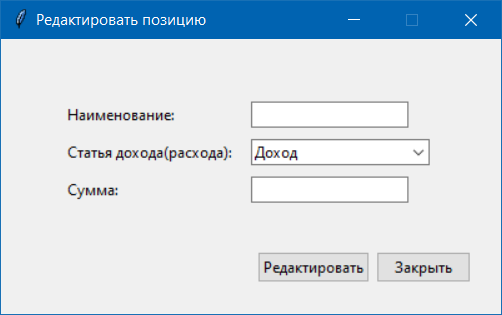 Редактировать позицию
Наименование:
Статья дохода(расхода): Доход
Сумма:
Редактировать Закрыть